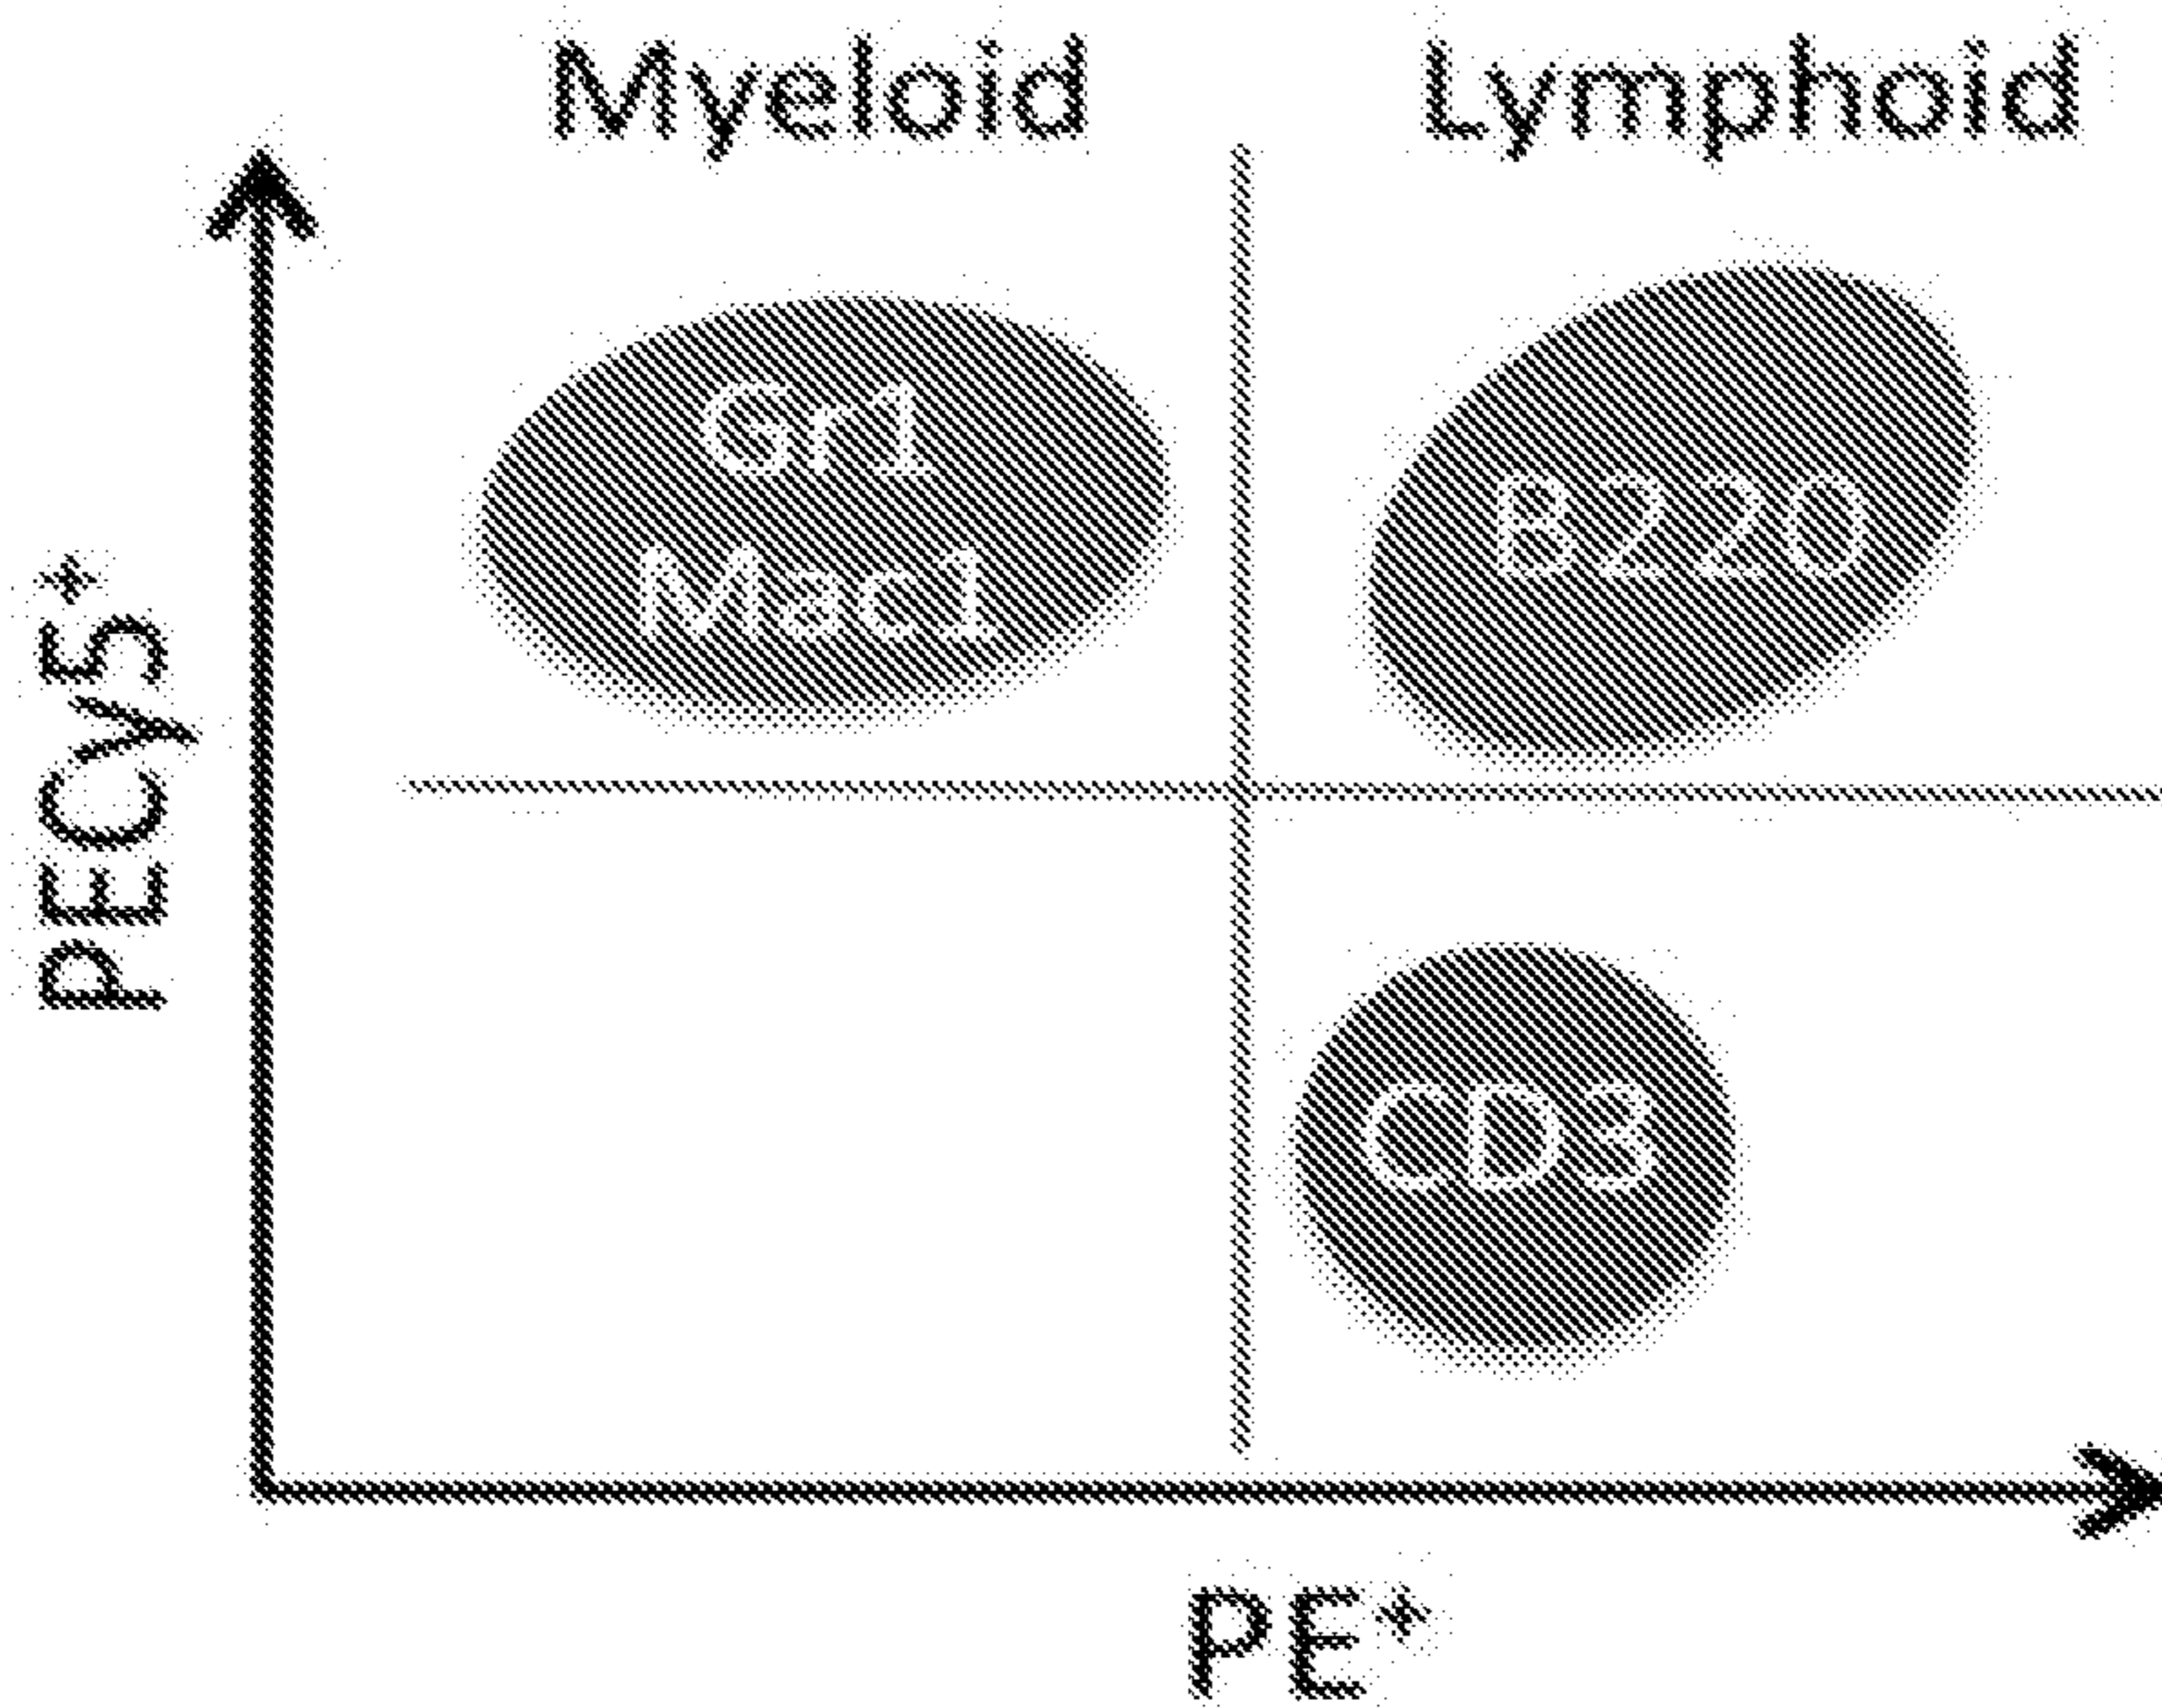 Myeloid Lymphoid
Gr1
Mac1
B220
PECy5+
CD3
PE+